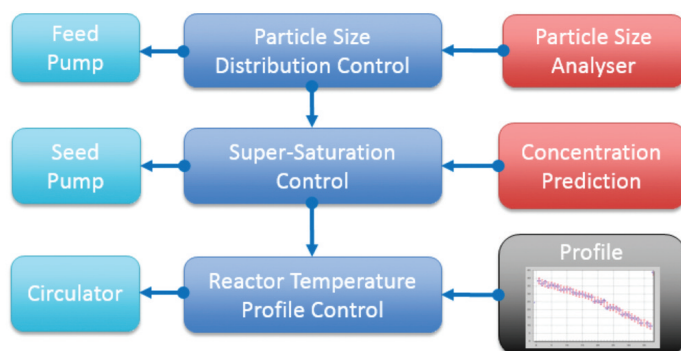 Feed
Pump
Particle Size
Distribution Control
Particle Size
Analyser
Seed
Pump
Super-Saturation
Control
Concentration
Prediction
Circulator
Reactor Temperature
Profile Control
Profile